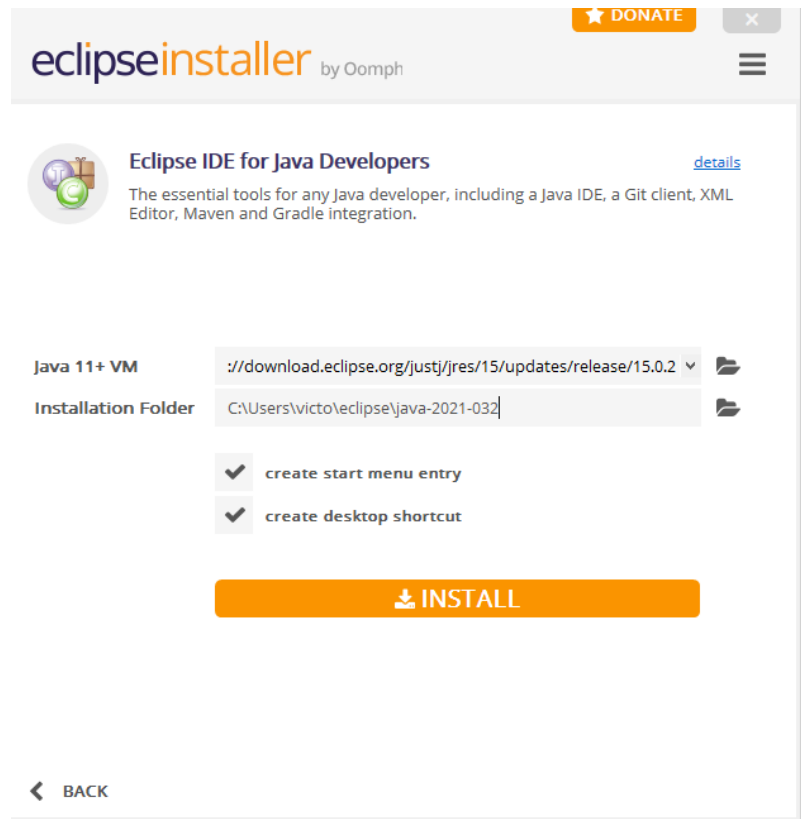 DONATE
eclipseinstaller by Oomph
Eclipse IDE for Java Developers
details
The essential tools for any Java developer, including a Java IDE, a Git client, XML
Editor, Maven and Gradle integration.
Java 11+ VM
://download.eclipse.org/justj/jres/15/updates/release/15.0.2
Installation Folder
C:\Users\victo\eclipse\java-2021-032
create start menu entry
create desktop shortcut
INSTALL
BACK